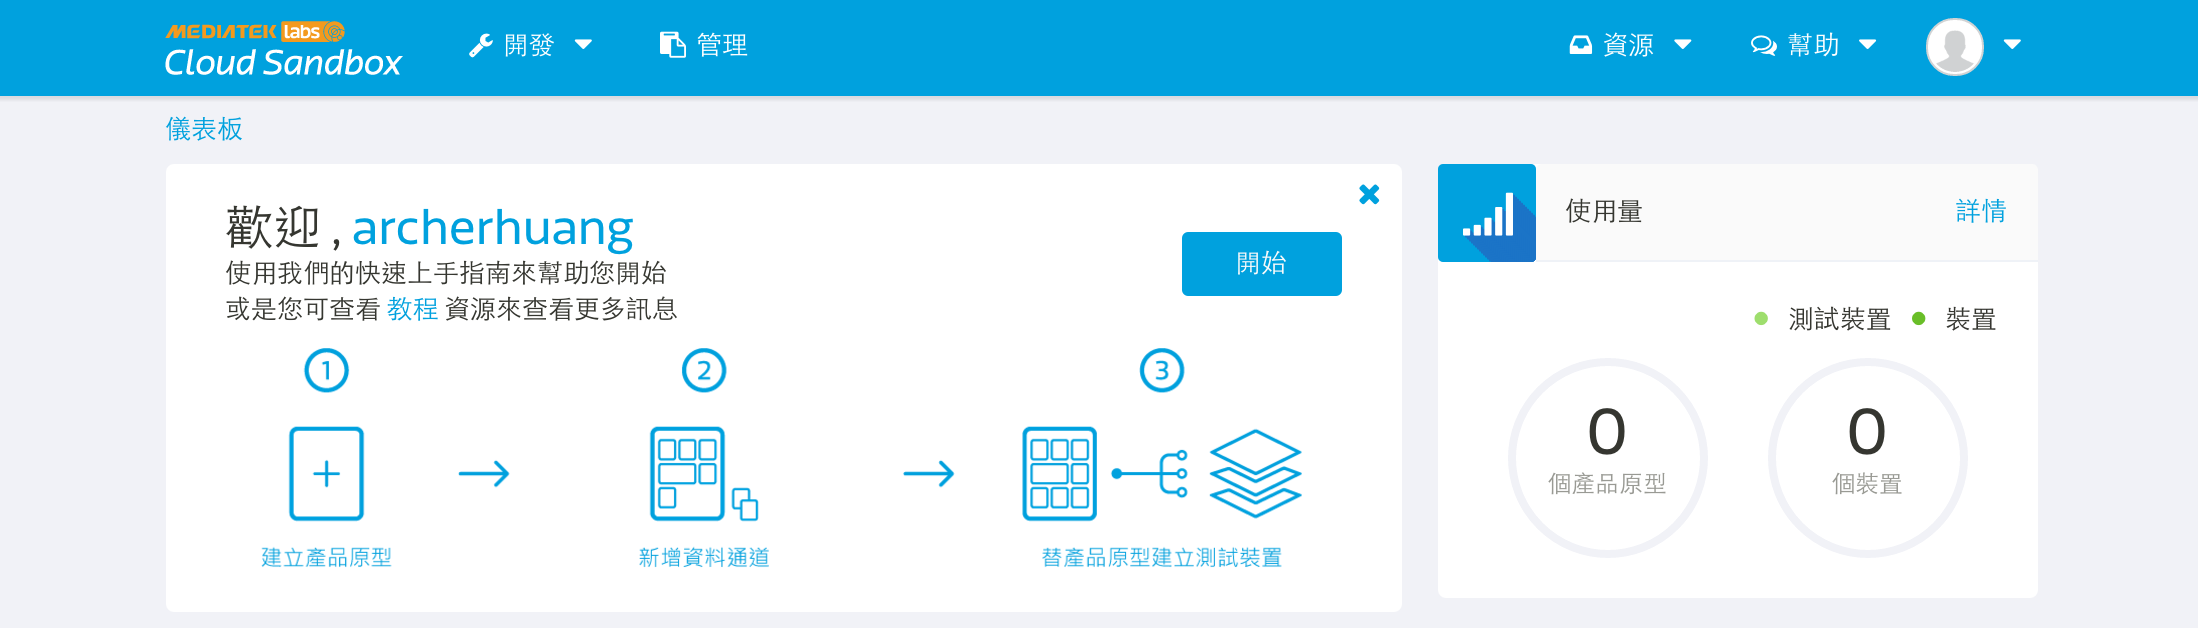 MEDIATEK labs
Cloud Sandbox
開發
管理
資源
幫助
儀表板
歡迎 , archerhuang
使用我們的快速上手指南來幫助您開始
或是您可查看 教程 資源來查看更多訊息
開始
1
2
3
建立產品原型
新增資料通道
替產品原型建立測試裝置
使用量
詳情
測試裝置
裝置
0
個產品原型
0
個裝置